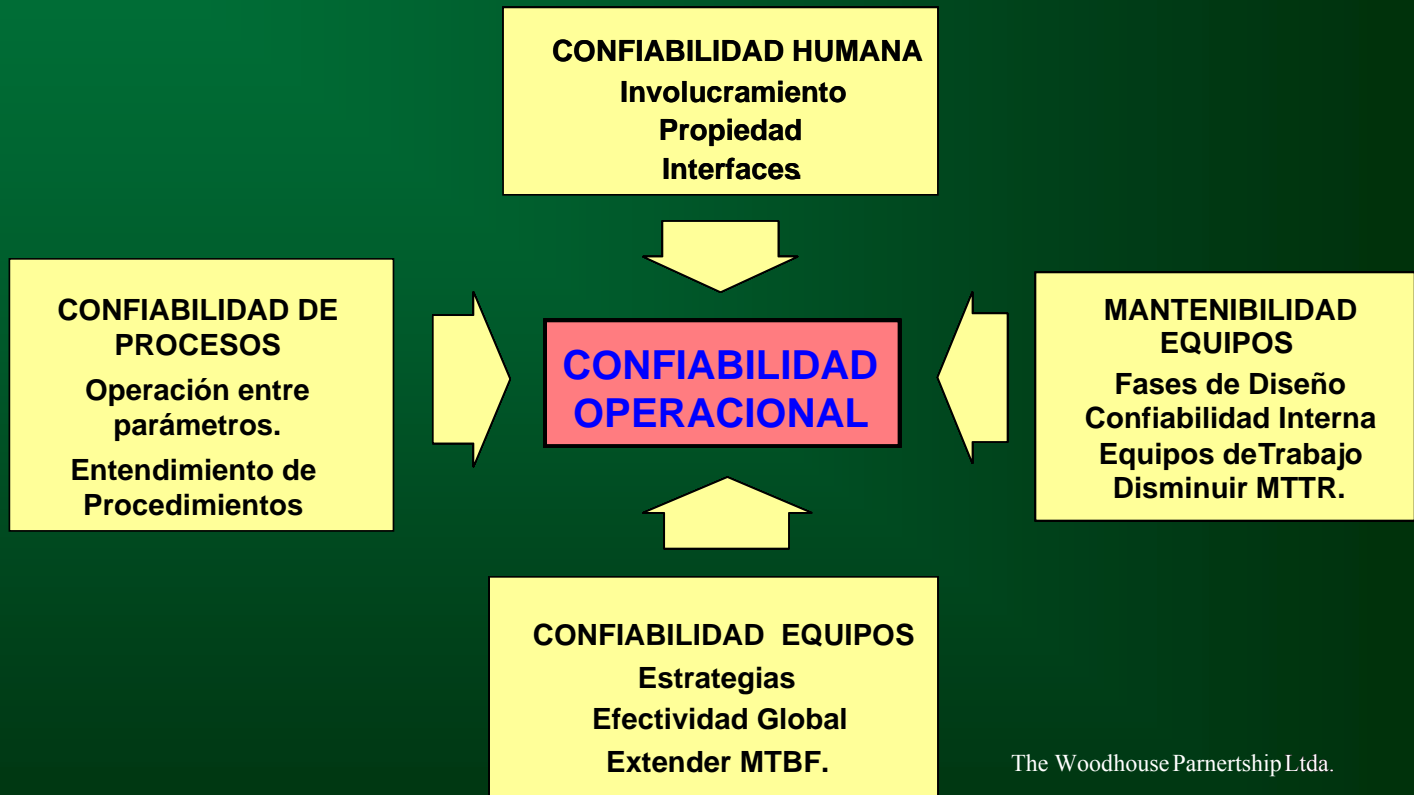 CONFIABILIDAD HUMANA
Involucramiento
Propiedad
Interfaces.
CONFIABILIDAD DE
PROCESOS
Operación entre
parámetros.
Entendimiento de
Procedimientos
CONFIABILIDAD
OPERACIONAL
MANTENIBILIDAD
EQUIPOS
Fases de Diseño
Confiabilidad Interna
Equipos deTrabajo
Disminuir MTTR.
CONFIABILIDAD EQUIPOS
Estrategias
Efectividad Global
Extender MTBF.
The Woodhouse Parnertship Ltda.